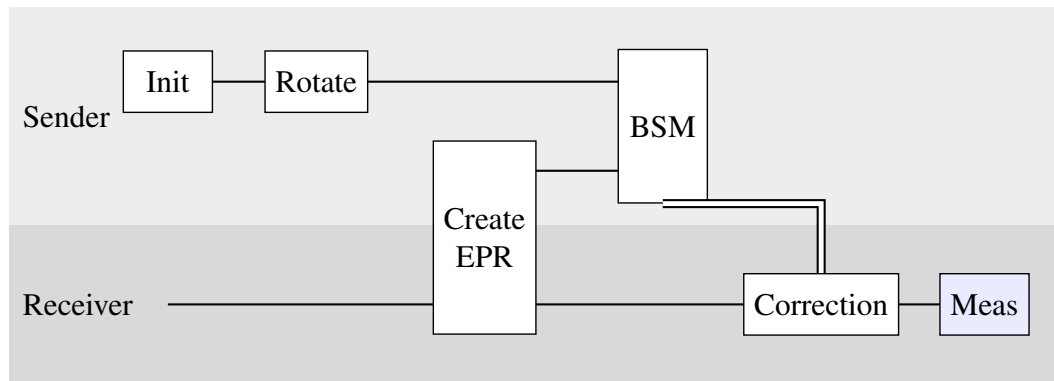 Sender
Init
Rotate
BSM
Create
EPR
Receiver
Correction
Meas